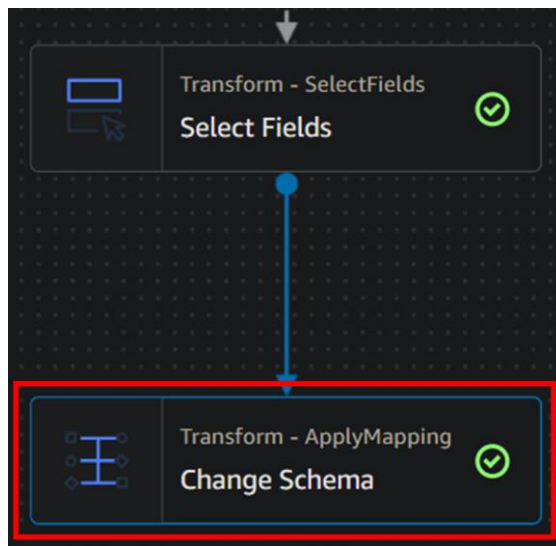 Transform - SelectFields
Select Fields
Transform - ApplyMapping
Change Schema